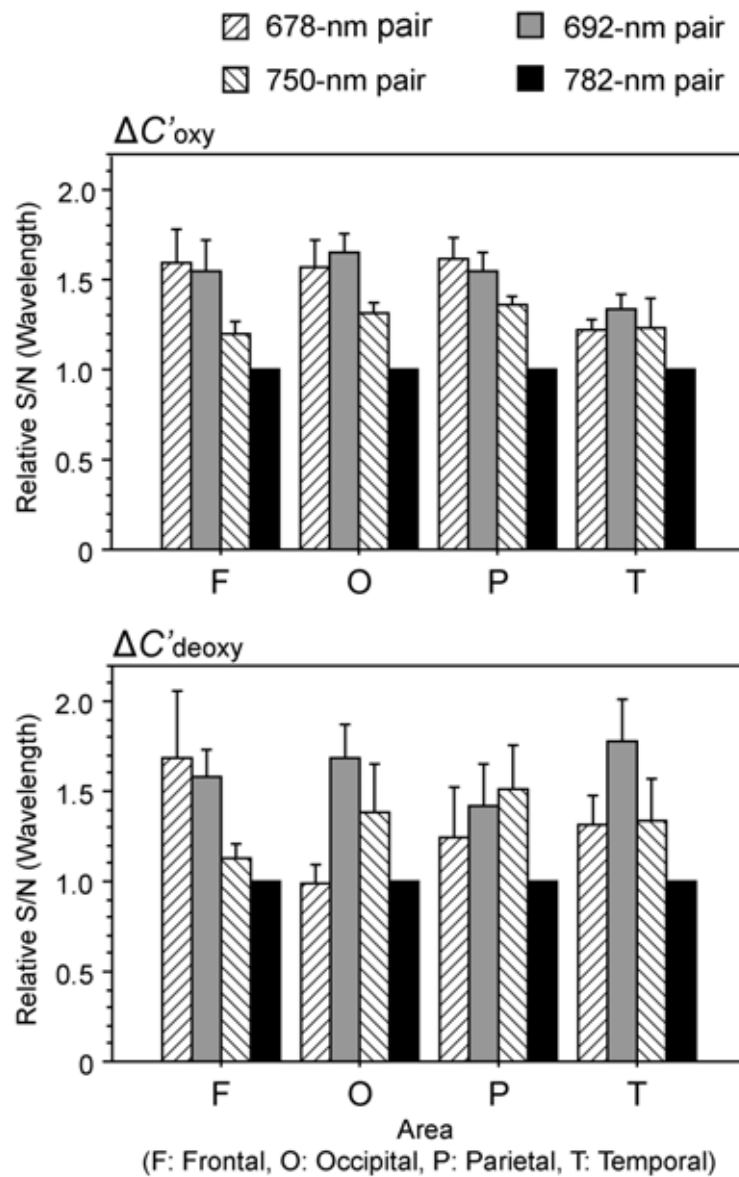 678-nm pair 692-nm pair
750-nm pair 782-nm pair
ΔC'oxy
Relative S/N (Wavelength)
2.0
1.5
1.0
0.5
0
F O P T
ΔC'deoxy
Relative S/N (Wavelength)
2.0
1.5
1.0
0.5
0
F O P T
Area
(F: Frontal, O: Occipital, P: Parietal, T: Temporal)